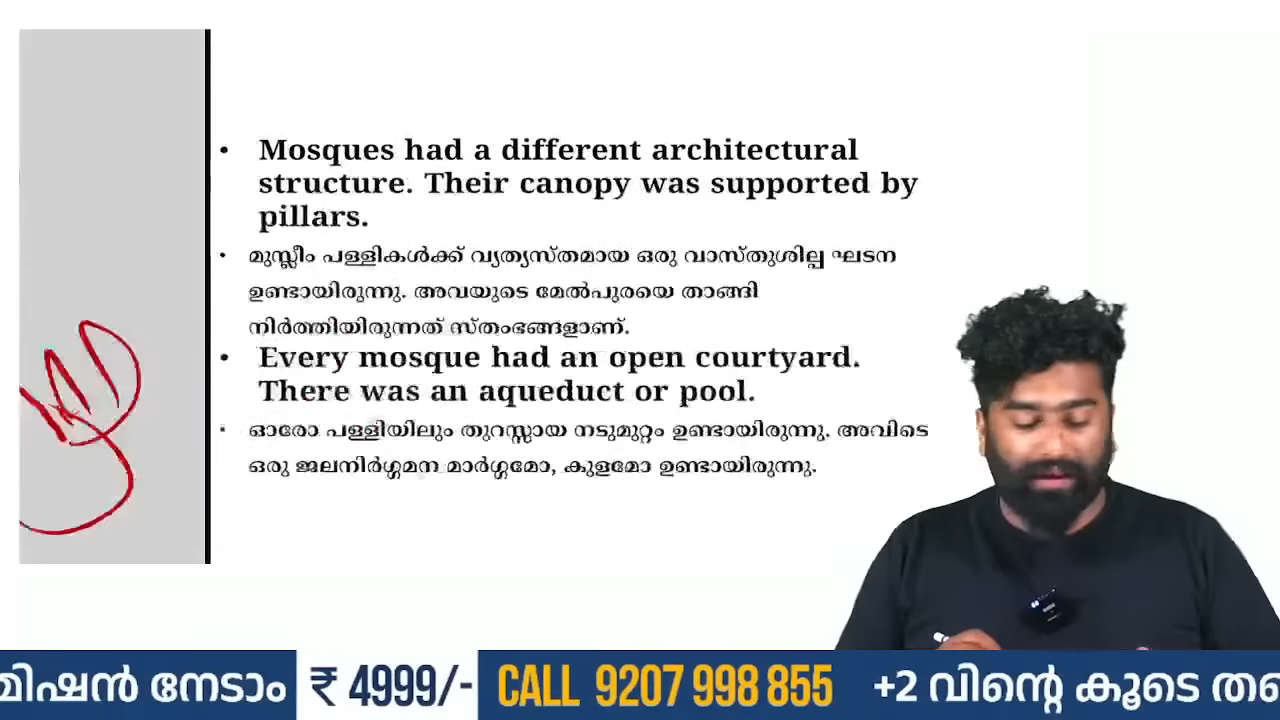 • Mosques had a different architectural
structure. Their canopy was supported by
pillars.
• മുസ്ലീം പള്ളികൾക്ക് വ്യത്യസ്തമായ ഒരു വാസ്തുശില്പ ഘടന
ഉണ്ടായിരുന്നു. അവയുടെ മേൽപുരയെ താങ്ങി
നിർത്തിയിരുന്നത് സ്തംഭങ്ങളാണ്.
• Every mosque had an open courtyard.
There was an aqueduct or pool.
• ഓരോ പള്ളിയിലും തുറസ്സായ നടുമുറ്റം ഉണ്ടായിരുന്നു. അവിടെ
ഒരു ജലനിർഗ്ഗമന മാർഗ്ഗമോ, കുളമോ ഉണ്ടായിരുന്നു.
മിഷൻ നേടാം ₹ 4999/- CALL 9207 998 855 +2 വിന്റെ കൂടെ